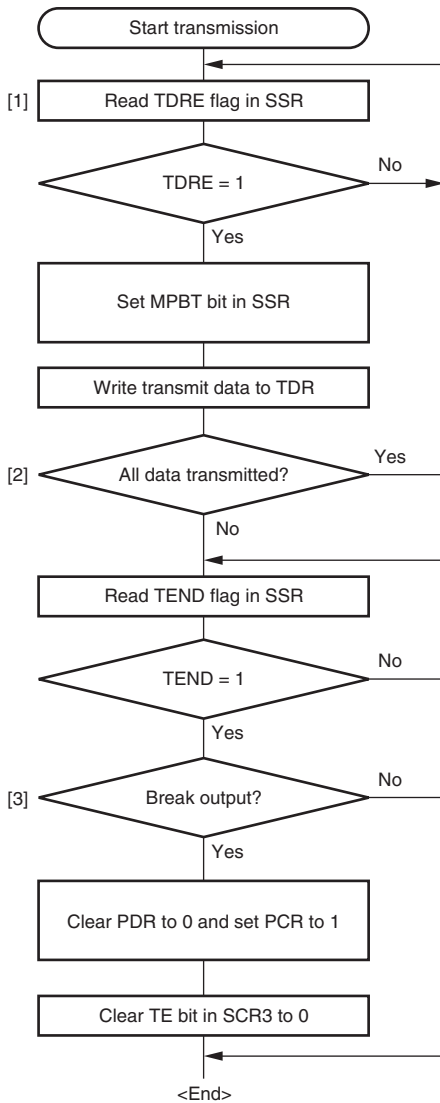 Start transmission
[1] Read TDRE flag in SSR
TDRE = 1
No
Yes
Set MPBT bit in SSR
Write transmit data to TDR
[2] All data transmitted?
Yes
No
Read TEND flag in SSR
TEND = 1
No
Yes
[3] Break output?
No
Yes
Clear PDR to 0 and set PCR to 1
Clear TE bit in SCR3 to 0
<End>